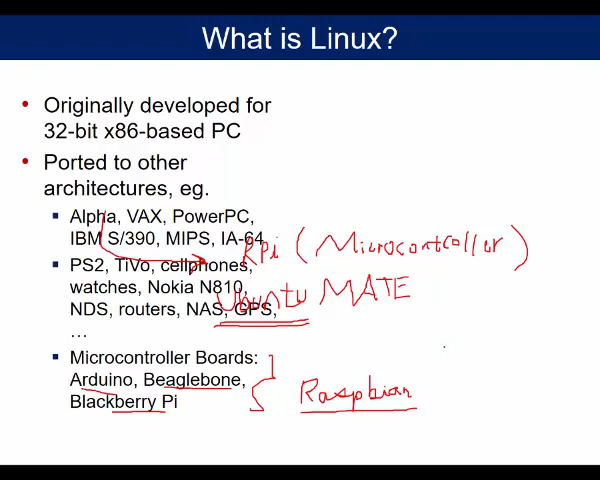 What is Linux?
• Originally developed for
32-bit x86-based PC
• Ported to other
architectures, eg.
▪ Alpha, VAX, PowerPC,
IBM S/390, MIPS, IA-64
RPi (Microcontroller)
▪ PS2, TiVo, cellphones,
watches, Nokia N810,
Ubuntu MATE
NDS, routers, NAS, GPS,
…
▪ Microcontroller Boards:
Arduino, Beaglebone,
Raspbian
Blackberry Pi